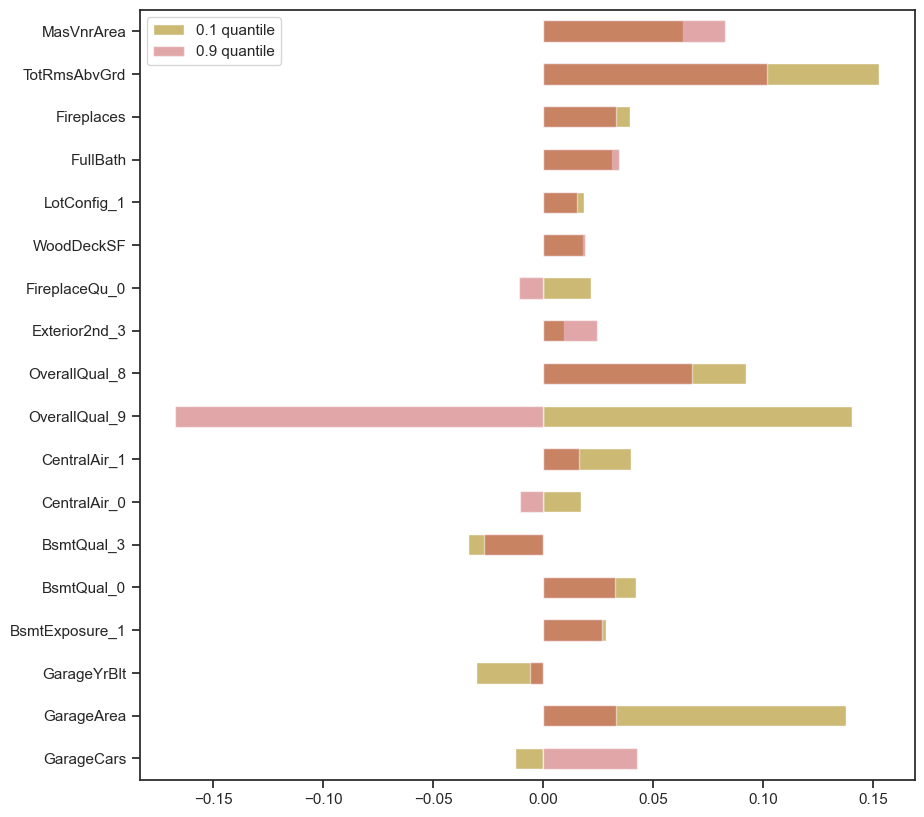 0.1 quantile
0.9 quantile
MasVnrArea
TotRmsAbvGrd
Fireplaces
FullBath
LotConfig_1
WoodDeckSF
FireplaceQu_0
Exterior2nd_3
OverallQual_8
OverallQual_9
CentralAir_1
CentralAir_0
BsmtQual_3
BsmtQual_0
BsmtExposure_1
GarageYrBlt
GarageArea
GarageCars
−0.15 −0.10 −0.05 0.00 0.05 0.10 0.15